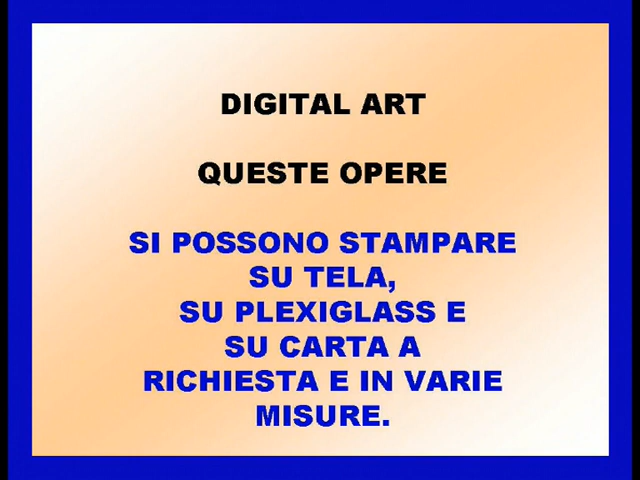 DIGITAL ART
QUESTE OPERE
SI POSSONO STAMPARE
SU TELA,
SU PLEXIGLASS E
SU CARTA A
RICHIESTA E IN VARIE
MISURE.